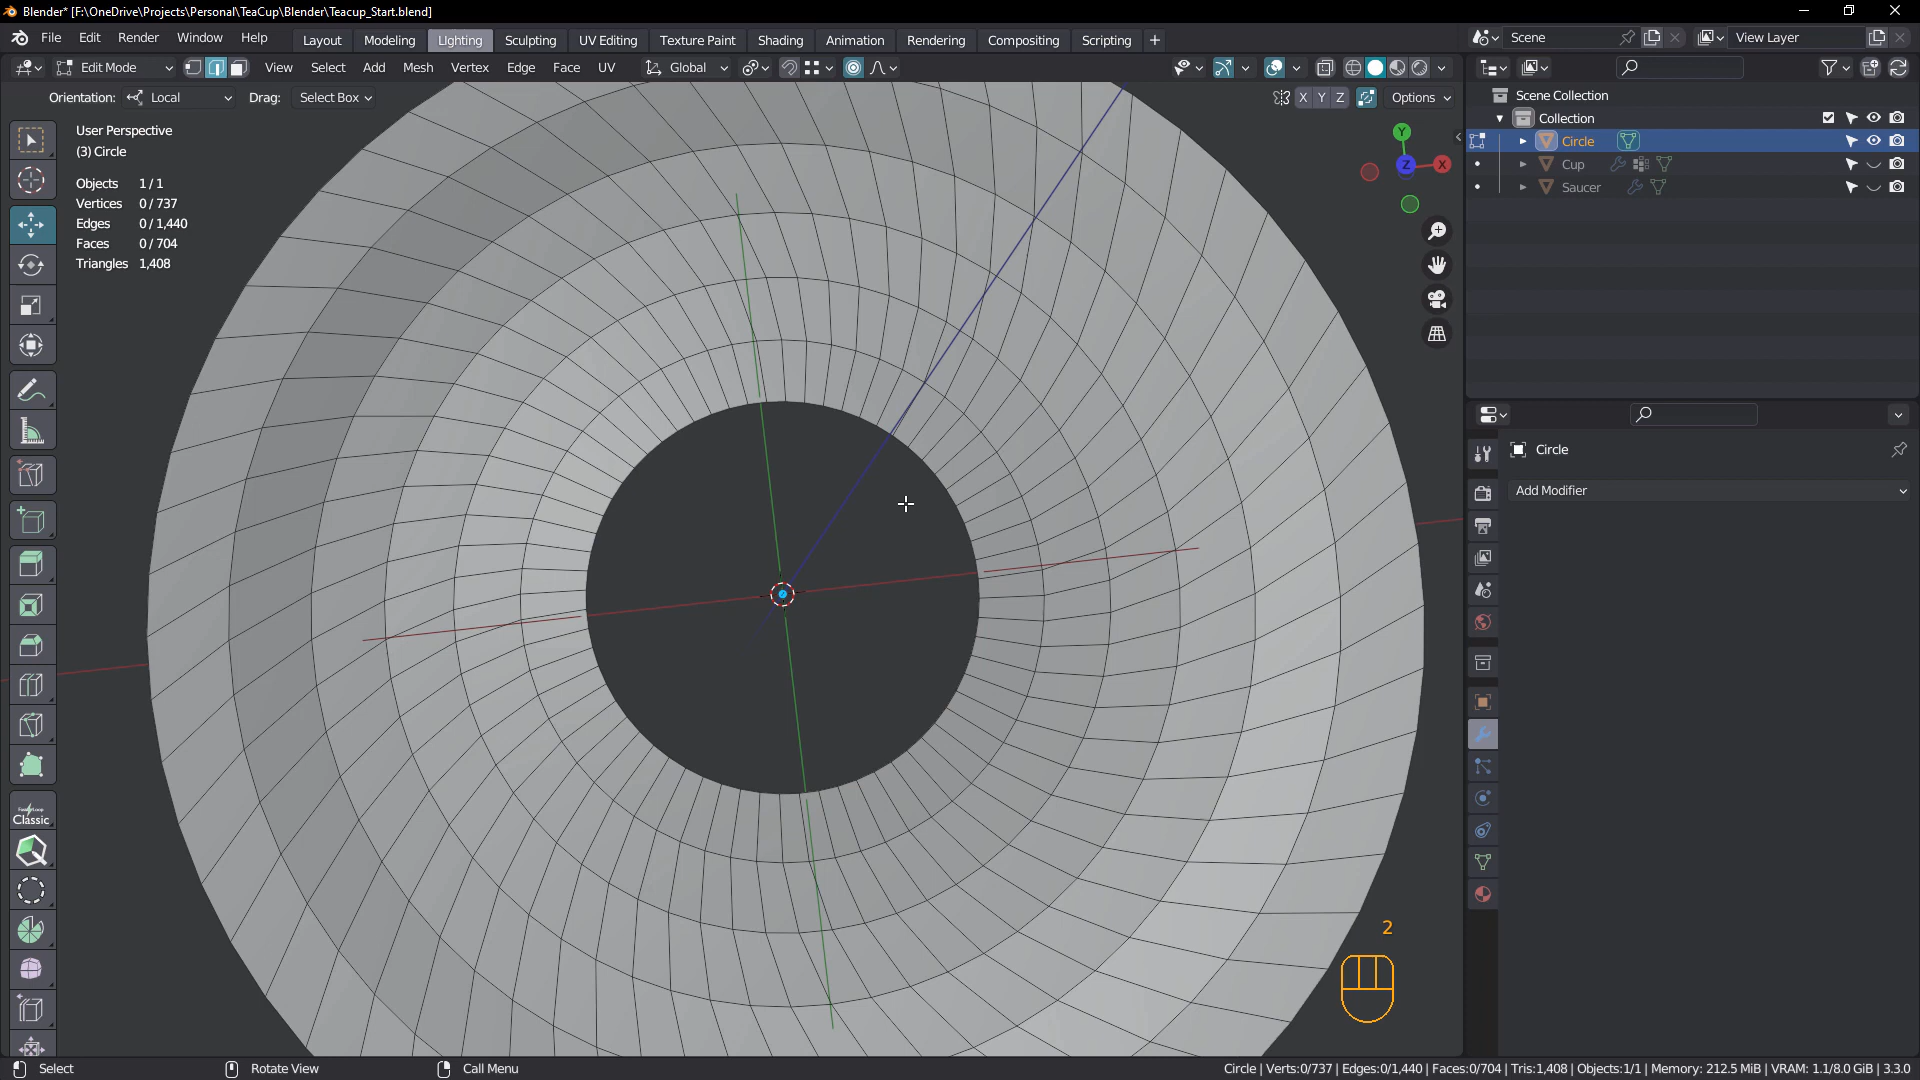 Blender* [F:\OneDrive\Projects\Personal\TeaCup\Blender\Teacup_Start.blend]
File Edit Render Window Help Layout Modeling Lighting Sculpting UV Editing Texture Paint Shading Animation Rendering Compositing Scripting + Scene View Layer
Edit Mode View Select Add Mesh Vertex Edge Face UV Global
Orientation: Local Drag: Select Box X Y Z Options
User Perspective
(3) Circle
Objects 1/1
Vertices 0/737
Edges 0/1,440
Faces 0/704
Triangles 1,408
Y
Z
X
Scene Collection
Collection
Circle
Cup
Saucer
Circle
Add Modifier
Classic
2
Select Rotate View Call Menu
Circle | Verts:0/737 | Edges:0/1,440 | Faces:0/704 | Tris:1,408 | Objects:1/1 | Memory: 212.5 MiB | VRAM: 1.1/8.0 GiB | 3.3.0